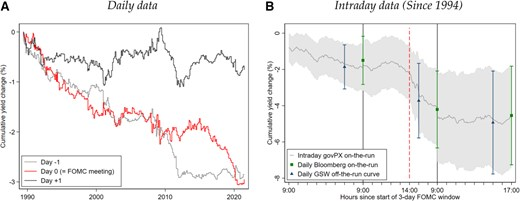 A
Daily data
Cumulative yield change (%)
0
-1
-2
-3
1990
2000
2010
2020
Day -1
Day 0 (= FOMC meeting)
Day +1
B
Intraday data (Since 1994)
Cumulative yield change (%)
0
-2
-4
-6
-8
9:00
9:00
14:00
9:00
17:00
Hours since start of 3-day FOMC window
Intraday govPX on-the-run
Daily Bloomberg on-the-run
Daily GSW off-the-run curve